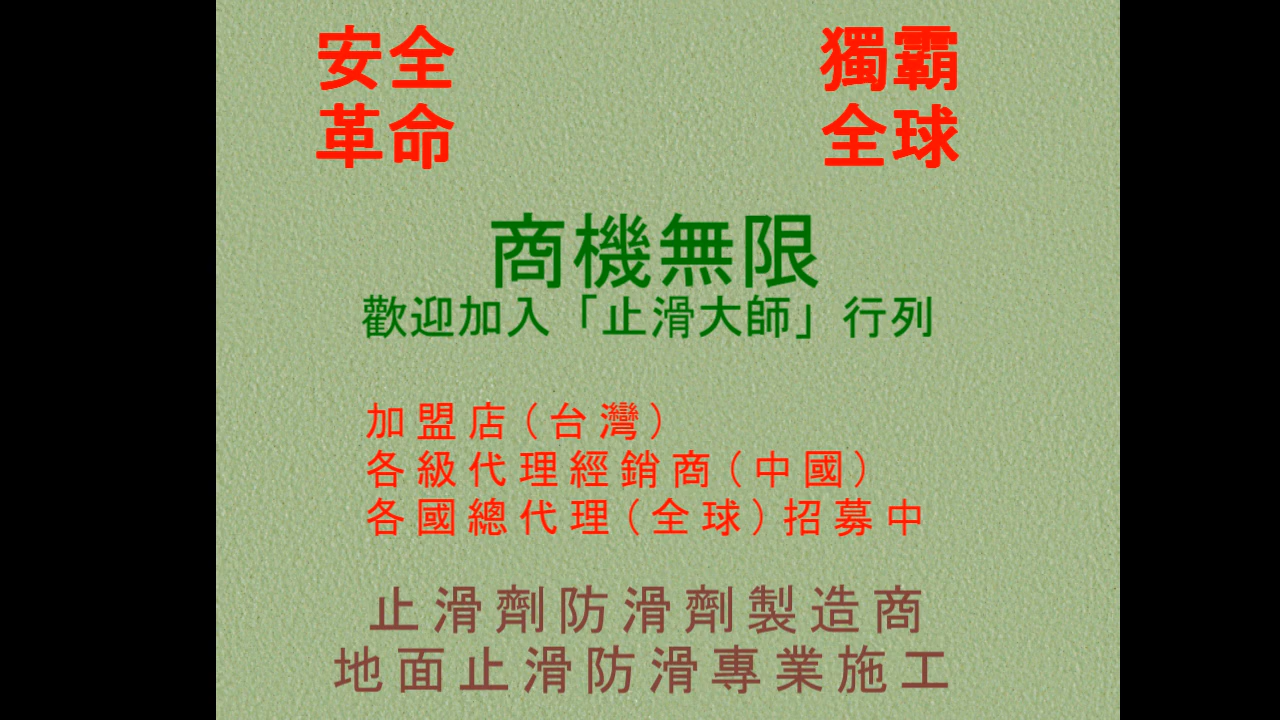 安全
革命
獨霸
全球
商機無限
歡迎加入「止滑大師」行列
加盟店(台灣)
各級代理經銷商(中國)
各國總代理(全球)招募中
止滑劑防滑劑製造商
地面止滑防滑專業施工